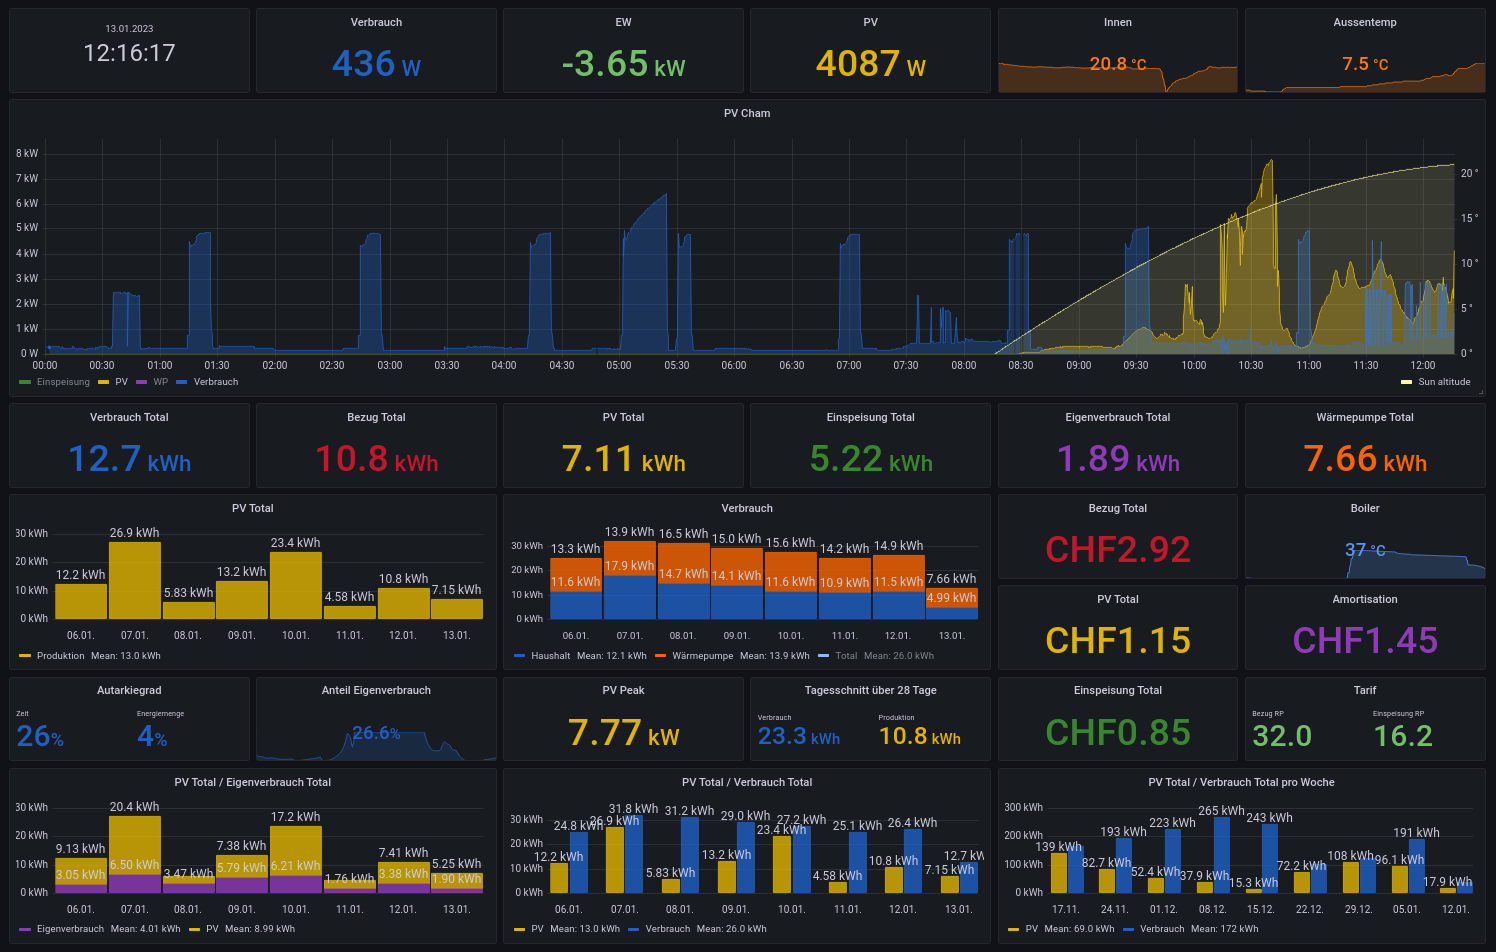 13.01.2023
12:16:17
Verbrauch
436 W
EW
-3.65 kW
PV
4087 W
Innen
20.8 °C
Aussentemp
7.5 °C
PV Cham
8 kW
7 kW
6 kW
5 kW
4 kW
3 kW
2 kW
1 kW
0 W
20 °
15 °
10 °
5 °
0 °
00:00 00:30 01:00 01:30 02:00 02:30 03:00 03:30 04:00 04:30 05:00 05:30 06:00 06:30 07:00 07:30 08:00 08:30 09:00 09:30 10:00 10:30 11:00 11:30 12:00
Einspeisung PV WP Verbrauch
Sun altitude
Verbrauch Total
12.7 kWh
Bezug Total
10.8 kWh
PV Total
7.11 kWh
Einspeisung Total
5.22 kWh
Eigenverbrauch Total
1.89 kWh
Wärmepumpe Total
7.66 kWh
PV Total
30 kWh
20 kWh
10 kWh
0 kWh
12.2 kWh 26.9 kWh 5.83 kWh 13.2 kWh 23.4 kWh 4.58 kWh 10.8 kWh 7.15 kWh
06.01. 07.01. 08.01. 09.01. 10.01. 11.01. 12.01. 13.01.
Produktion Mean: 13.0 kWh
Verbrauch
30 kWh
20 kWh
10 kWh
0 kWh
13.3 kWh 13.9 kWh 16.5 kWh 15.0 kWh 15.6 kWh 14.2 kWh 14.9 kWh 7.66 kWh
11.6 kWh 17.9 kWh 14.7 kWh 14.1 kWh 11.6 kWh 10.9 kWh 11.5 kWh 4.99 kWh
06.01. 07.01. 08.01. 09.01. 10.01. 11.01. 12.01. 13.01.
Haushalt Mean: 12.1 kWh Wärmepumpe Mean: 13.9 kWh Total Mean: 26.0 kWh
Bezug Total
CHF2.92
Boiler
37 °C
PV Total
CHF1.15
Amortisation
CHF1.45
Autarkiegrad
Zeit
26%
Energiemenge
4%
Anteil Eigenverbrauch
26.6%
PV Peak
7.77 kW
Tagesschnitt über 28 Tage
Verbrauch
23.3 kWh
Produktion
10.8 kWh
Einspeisung Total
CHF0.85
Tarif
Bezug RP
32.0
Einspeisung RP
16.2
PV Total / Eigenverbrauch Total
30 kWh
20 kWh
10 kWh
0 kWh
9.13 kWh 20.4 kWh 3.47 kWh 7.38 kWh 17.2 kWh 1.76 kWh 7.41 kWh 5.25 kWh
3.05 kWh 6.50 kWh 5.79 kWh 6.21 kWh 3.38 kWh 1.90 kWh
06.01. 07.01. 08.01. 09.01. 10.01. 11.01. 12.01. 13.01.
Eigenverbrauch Mean: 4.01 kWh PV Mean: 8.99 kWh
PV Total / Verbrauch Total
30 kWh
20 kWh
10 kWh
0 kWh
12.2 kWh 26.9 kWh 5.83 kWh 13.2 kWh 23.4 kWh 4.58 kWh 10.8 kWh 7.15 kWh
24.8 kWh 31.8 kWh 31.2 kWh 29.0 kWh 27.2 kWh 25.1 kWh 26.4 kWh 12.7 kW
06.01. 07.01. 08.01. 09.01. 10.01. 11.01. 12.01. 13.01.
PV Mean: 13.0 kWh Verbrauch Mean: 26.0 kWh
PV Total / Verbrauch Total pro Woche
300 kWh
200 kWh
100 kWh
0 kWh
139 kWh 82.7 kWh 52.4 kWh 37.9 kWh 15.3 kWh 72.2 kWh 108 kWh 96.1 kWh 17.9 kWh
193 kWh 223 kWh 265 kWh 243 kWh 191 kWh
17.11. 24.11. 01.12. 08.12. 15.12. 22.12. 29.12. 05.01. 12.01.
PV Mean: 69.0 kWh Verbrauch Mean: 172 kWh